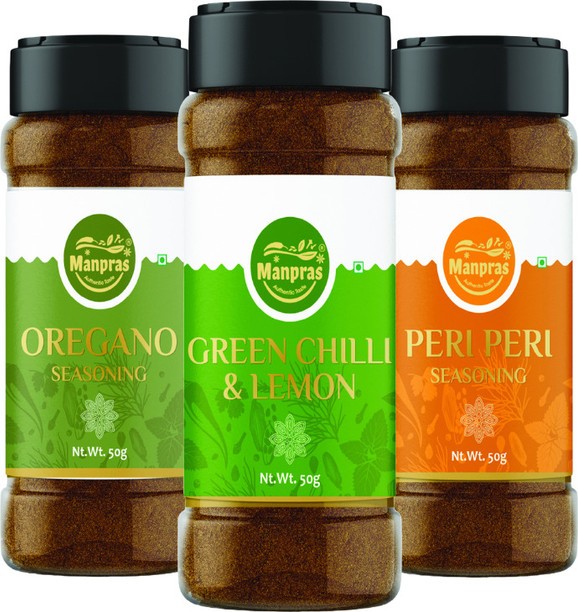 Manpras
Authentic Taste
OREGANO
SEASONING
Nt.Wt. 50g
Manpras
Authentic Taste
GREEN CHILLI
& LEMON
Nt.Wt. 50g
Manpras
Authentic Taste
PERI PERI
SEASONING
Nt.Wt. 50g